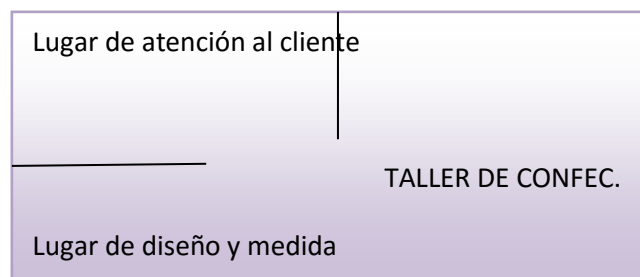 Lugar de atención al cliente
TALLER DE CONFEC.
Lugar de diseño y medida